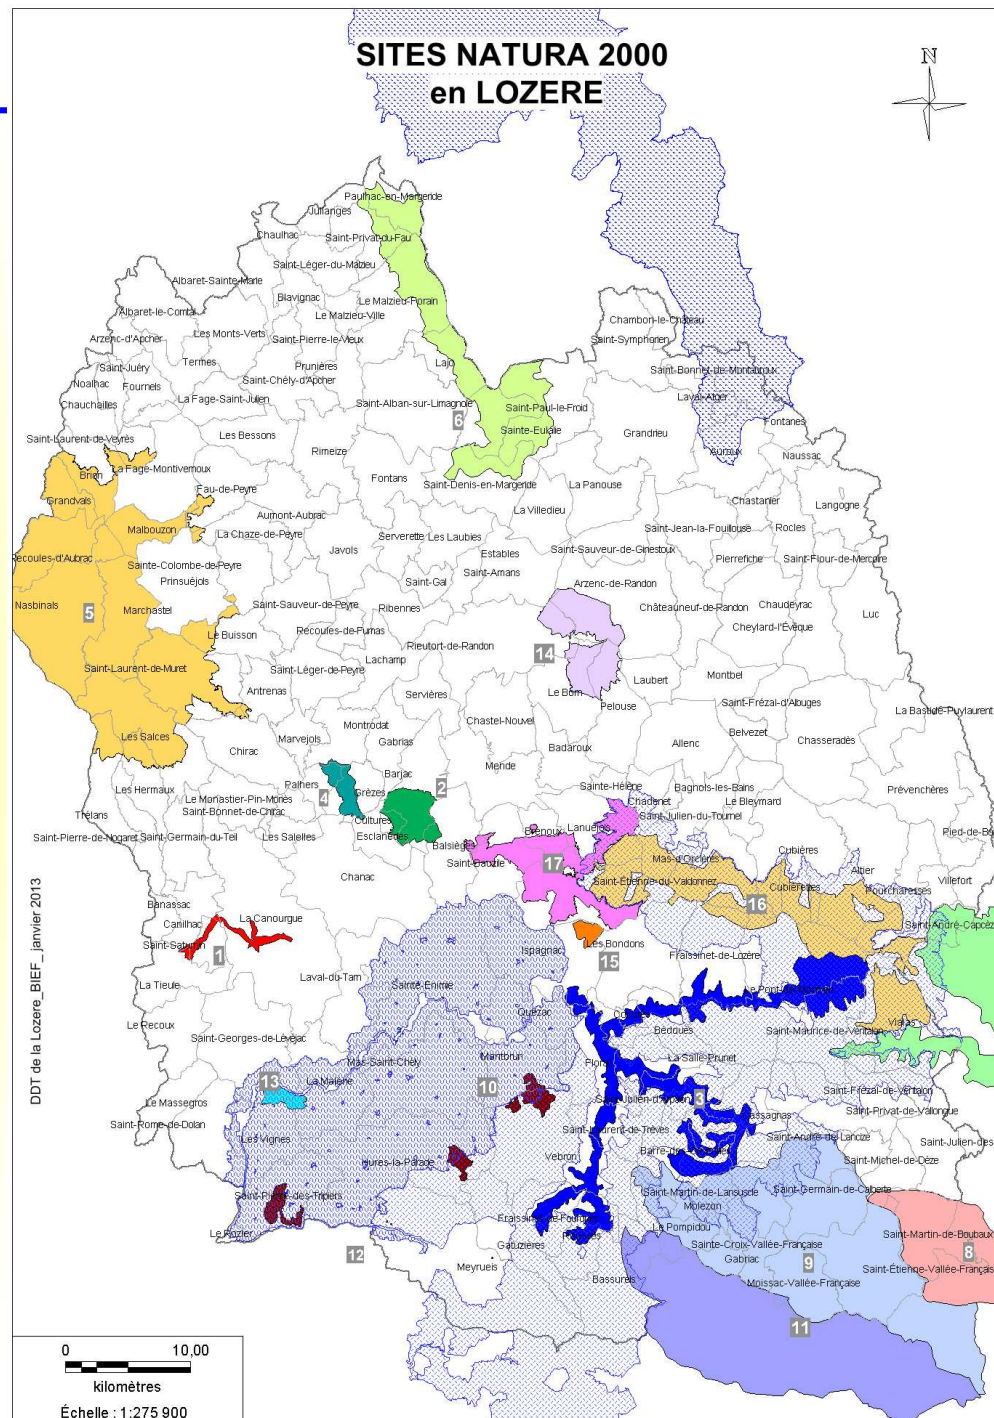 SITES NATURA 2000
en LOZERE
N
Paulhac-en-Margeride
Julianges
Chaulhac
Saint-Privat-du-Fau
Saint-Léger-du-Malzieu
Albaret-Sainte-Marie
Blavignac
Le Malzieu-Forain
Albaret-le-Comtal
Le Malzieu-Ville
Chambon-le-Château
Arzenc-d'Apcher
Les Monts-Verts
Saint-Pierre-le-Vieux
Saint-Symphorien
Saint-Juéry
Termes
Prunières
Lajo
Saint-Bonnet-de-Montauroux
Noalhac
Fournels
Saint-Chély-d'Apcher
Chauchailles
La Fage-Saint-Julien
Saint-Alban-sur-Limagnole
Saint-Paul-le-Froid
Laval-Atger
6
Sainte-Eulalie
Grandrieu
Fontanes
Saint-Laurent-de-Veyrès
Les Bessons
Rimeize
Auroux
Naussac
Brion
La Fage-Montivernoux
Fontans
Saint-Denis-en-Margeride
La Panouse
Grandvals
Fau-de-Peyre
Chastanier
Langogne
Aumont-Aubrac
La Villedieu
Malbouzon
La Chaze-de-Peyre
Serverette
Les Laubies
Saint-Jean-la-Fouillouse
Rocles
Javols
Estables
Saint-Sauveur-de-Ginestoux
Recoules-d'Aubrac
Sainte-Colombe-de-Peyre
Saint-Amans
Pierrefiche
Saint-Flour-de-Mercoire
Prinsuéjols
Saint-Gal
Arzenc-de-Randon
Nasbinals
5
Marchastel
Saint-Sauveur-de-Peyre
Ribennes
Châteauneuf-de-Randon
Chaudeyrac
Luc
Le Buisson
Recoules-de-Fumas
Cheylard-l'Évêque
Rieutort-de-Randon
14
Saint-Laurent-de-Muret
Saint-Léger-de-Peyre
Lachamp
Laubert
Montbel
Antrenas
Servières
Le Born
Pelouse
Saint-Frézal-d'Albuges
La Bastide-Puylaurent
Les Salces
Montrodat
Chastel-Nouvel
Belvezet
Chirac
Marvejols
Gabrias
Badaroux
Allenc
Chasseradès
Mende
Les Hermaux
Palhers
Barjac
2
Sainte-Hélène
Bagnols-les-Bains
Prévenchères
Le Monastier-Pin-Moriès
4
Grèzes
Chadenet
Le Bleymard
Trélans
Saint-Bonnet-de-Chirac
Cultures
Saint-Julien du Tournel
Saint-Pierre-de-Nogaret
Saint-Germain-du-Teil
Les Salelles
Esclanèdes
Brenoux
Lanuéjols
Pied-de-Bo
Balsièges
Cubières
Saint-Bauzile
17
Mas-d'Orcières
Altier
Chanac
Saint-Étienne-du-Valdonnez
Cubiérettes
Pourcharesses
Villefort
16
Banassac
Canilhac
La Canourgue
Saint-André-Capcèze
Saint-Saturnin
1
Ispagnac
Les Bondons
15
Fraissinet-de-Lozère
La Tieule
Laval-du-Tarn
Sainte-Enimie
Le Recoux
Quézac
Saint-Maurice-de-Ventalon
Vialas
Saint-Georges-de-Lévéjac
Bédouès
Mas-Saint-Chély
Montbrun
La Salle-Prunet
13
La Malène
10
Saint-Frézal-de-Ventalon
Le Massegros
3
Cassagnas
Saint-Privat-de-Vallongue
Saint-Rome-de-Dolan
Les Vignes
Saint-Laurent-de-Trèves
Saint-André-de-Lancize
Saint-Julien-des
Vebron
Saint-Michel-de-Dèze
Hures-la-Parade
Saint-Pierre-des-Tripiers
Saint-Martin-de-Lansuscle
Saint-Germain-de-Calberte
Molezon
Le Rozier
Fraissinet-de-Fourques
Le Pompidou
Saint-Martin-de-Boubaux
12
Gatuzières
Sainte-Croix-Vallée-Française
8
Meyrueis
Gabriac
9
Saint-Étienne-Vallée-Français
Bassurels
Moissac-Vallée-Française
11
DDT de la Lozere_BIEF_janvier 2013
0 10,00
kilomètres
Échelle : 1:275 900